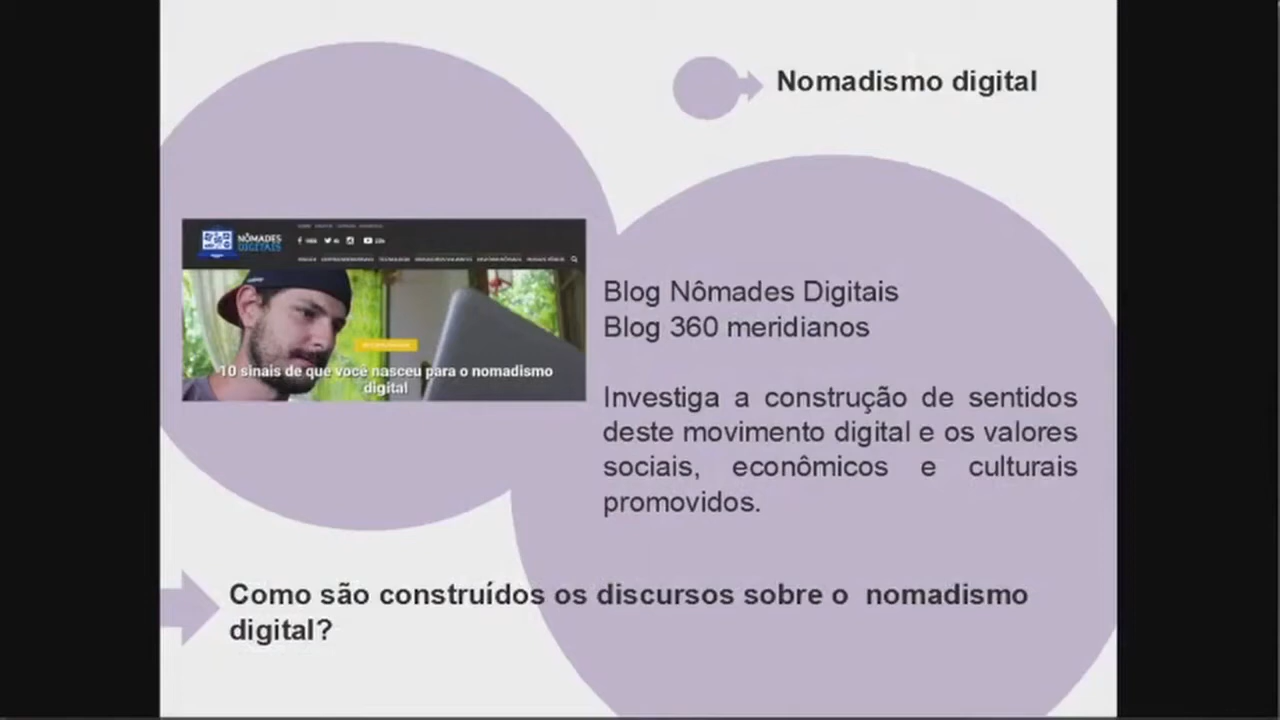 Nomadismo digital
NÔMADES
DIGITAIS
10 sinais de que você nasceu para o nomadismo
digital
Blog Nômades Digitais
Blog 360 meridianos
Investiga a construção de sentidos
deste movimento digital e os valores
sociais, econômicos e culturais
promovidos.
Como são construídos os discursos sobre o nomadismo
digital?